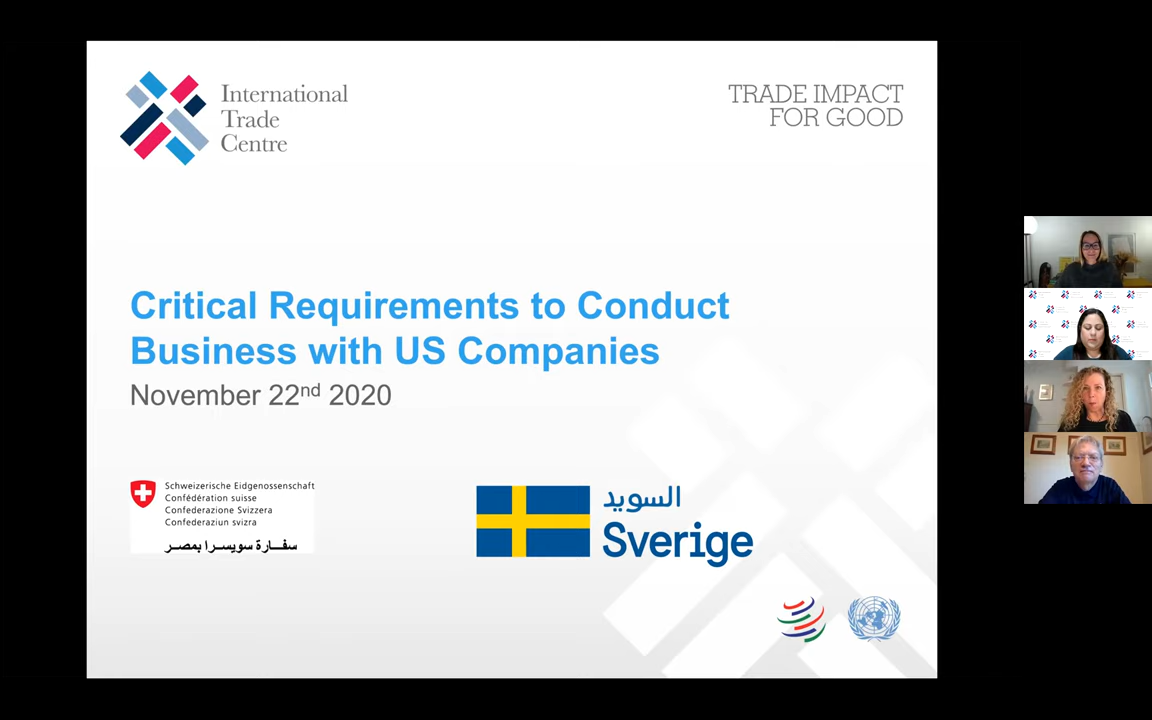 International
Trade
Centre
TRADE IMPACT
FOR GOOD
Critical Requirements to Conduct
Business with US Companies
November 22nd 2020
Schweizerische Eidgenossenschaft
Confédération suisse
Confederazione Svizzera
Confederaziun svizra
سفارة سويسرا بمصر
السويد
Sverige